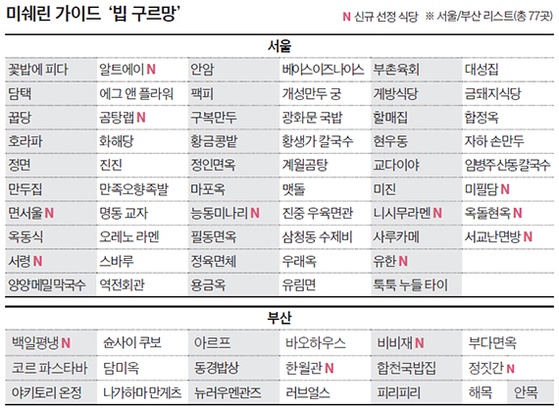 미쉐린 가이드 ‘빕 구르망’
N 신규 선정 식당 ※ 서울/부산 리스트(총 77곳)
서울
꽃밭에 피다 알트에이 N 안암 베이스이즈나이스 부촌육회 대성집
담택 에그 앤 플라워 팩피 개성만두 궁 계방식당 금돼지식당
꿉당 곰탕랩 N 구복만두 광화문 국밥 할매집 합정옥
호라파 화해당 황금콩밭 황생가 칼국수 현우동 자하 손만두
정면 진진 정인면옥 계월곰탕 교다이야 임병주 산동 칼국수
만두집 만족오향족발 마포옥 맷돌 미진 미필담 N
면서울 N 명동 교자 능동미나리 N 진중 우육면관 니시무라멘 N 옥돌현옥 N
옥동식 오레노 라멘 필동면옥 삼청동 수제비 사루카메 서교난면방 N
서령 N 스바루 정육면체 우래옥 유한 N
양양메밀막국수 역전회관 용금옥 유림면 툭툭 누들 타이
부산
백일평냉 N 슌사이 쿠보 아르프 바오하우스 비비재 N 부다면옥
코르 파스타바 담미옥 동경밥상 한월관 N 합천국밥집 정짓간 N
야키토리 온정 나가하마 만게츠 뉴러우멘관즈 러브얼스 피리피리 해목 안목